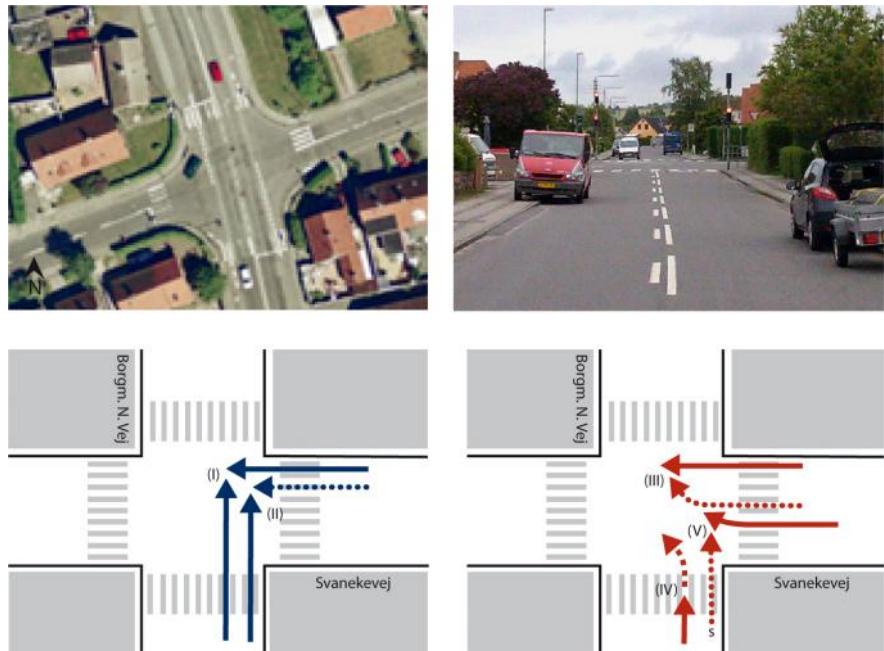 N
Borgm. N. Vej
(I)
(II)
Svanekevej
Borgm. N. Vej
(III)
(V)
(IV)
s
Svanekevej